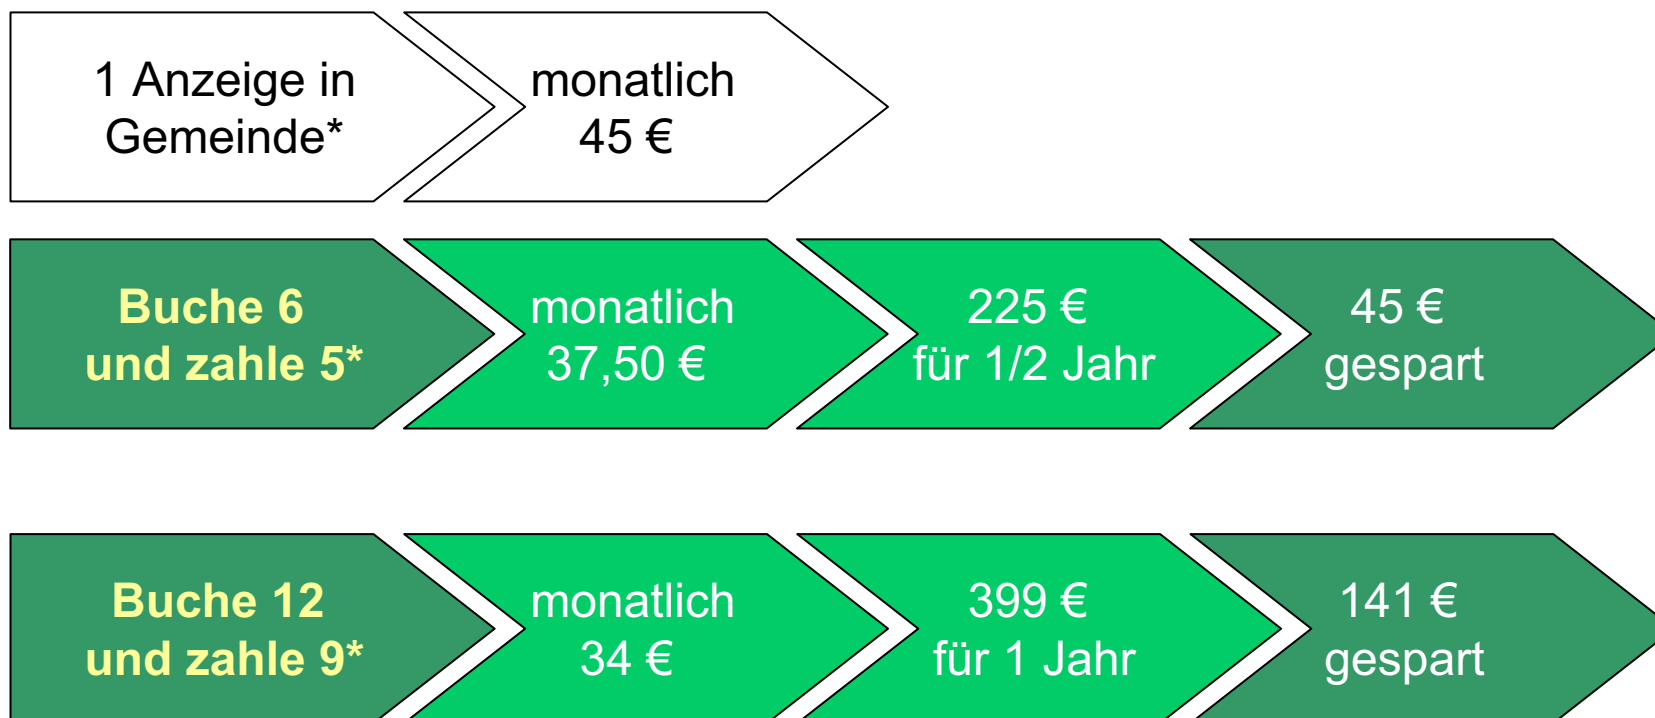 1 Anzeige in
Gemeinde*
monatlich
45 €
Buche 6
und zahle 5*
monatlich
37,50 €
225 €
für 1/2 Jahr
45 €
gespart
Buche 12
und zahle 9*
monatlich
34 €
399 €
für 1 Jahr
141 €
gespart